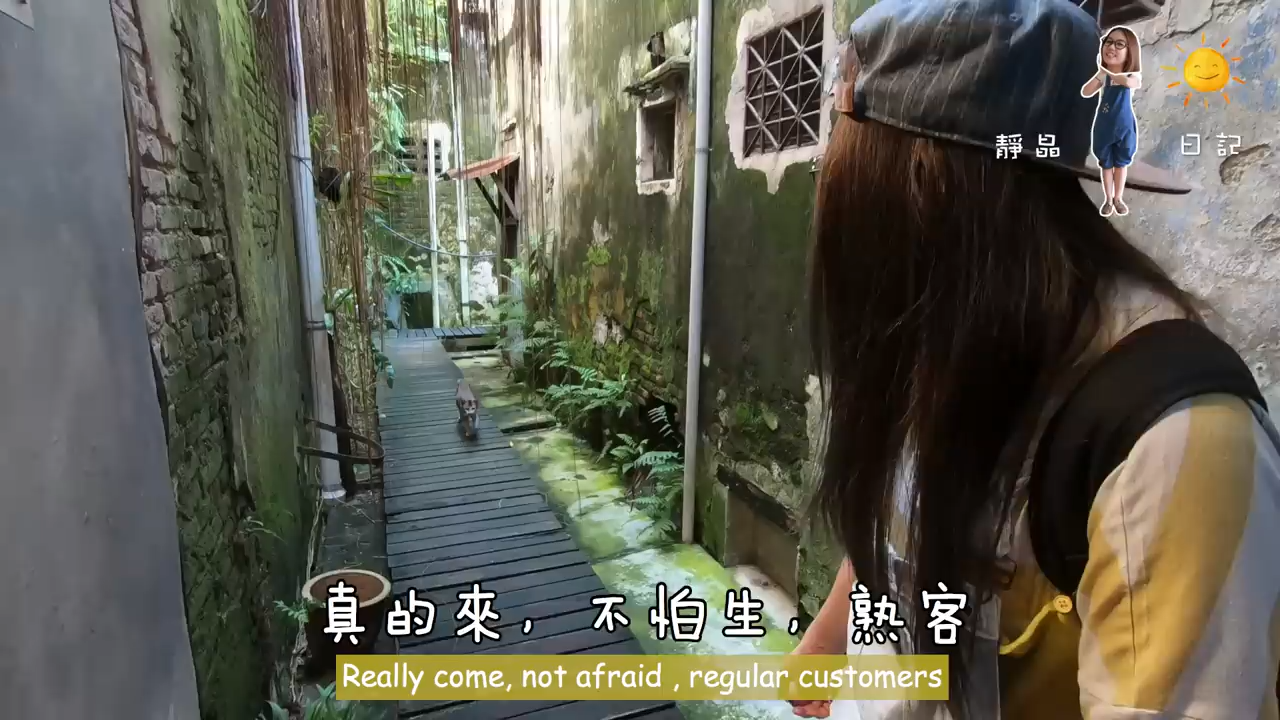 靜晶 日記
真的來, 不怕生, 熟客
Really come, not afraid , regular customers